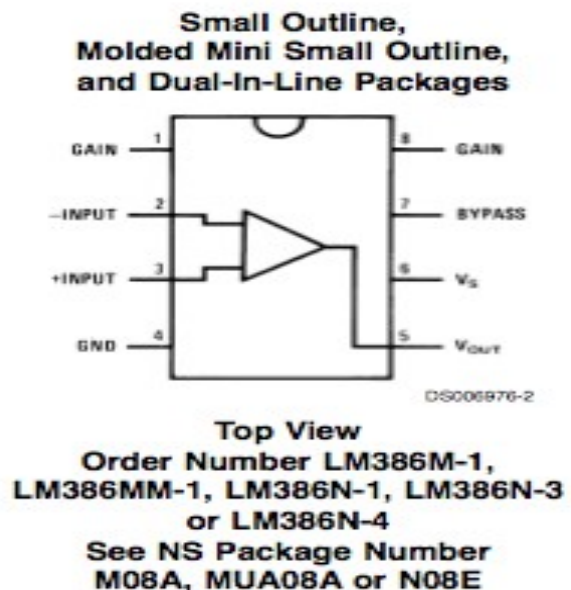 Small Outline,
Molded Mini Small Outline,
and Dual-In-Line Packages
GAIN 1
8 GAIN
–INPUT 2
7 BYPASS
+INPUT 3
6 VS
GND 4
5 VOUT
DS006976-2
Top View
Order Number LM386M-1,
LM386MM-1, LM386N-1, LM386N-3
or LM386N-4
See NS Package Number
M08A, MUA08A or N08E